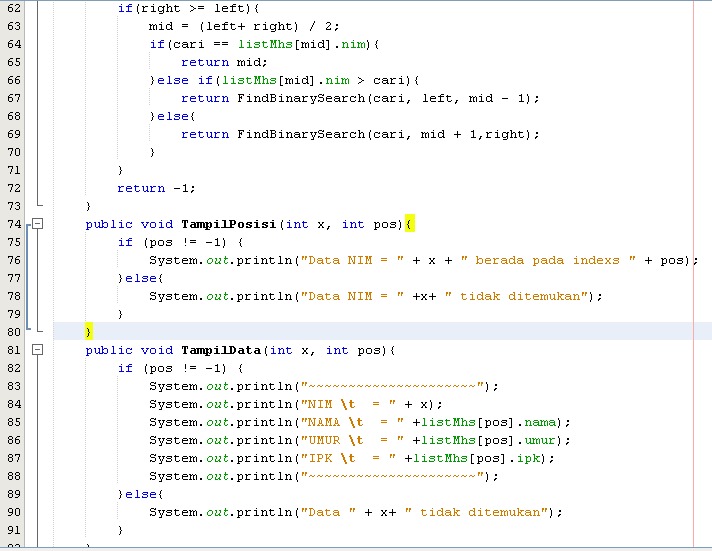 62 if(right >= left){
63 mid = (left+ right) / 2;
64 if(cari == listMhs[mid].nim){
65 return mid;
66 }else if(listMhs[mid].nim > cari){
67 return FindBinarySearch(cari, left, mid - 1);
68 }else{
69 return FindBinarySearch(cari, mid + 1,right);
70 }
71 }
72 return -1;
73 }
74 public void TampilPosisi(int x, int pos){
75 if (pos != -1) {
76 System.out.println("Data NIM = " + x + " berada pada indexs " + pos);
77 }else{
78 System.out.println("Data NIM = " +x+ " tidak ditemukan");
79 }
80 }
81 public void TampilData(int x, int pos){
82 if (pos != -1) {
83 System.out.println("~~~~~~~~~~~~~~~~~~~~~");
84 System.out.println("NIM \t  = " + x);
85 System.out.println("NAMA \t  = " +listMhs[pos].nama);
86 System.out.println("UMUR \t  = " +listMhs[pos].umur);
87 System.out.println("IPK \t  = " +listMhs[pos].ipk);
88 System.out.println("~~~~~~~~~~~~~~~~~~~~~");
89 }else{
90 System.out.println("Data " + x+ " tidak ditemukan");
91 }